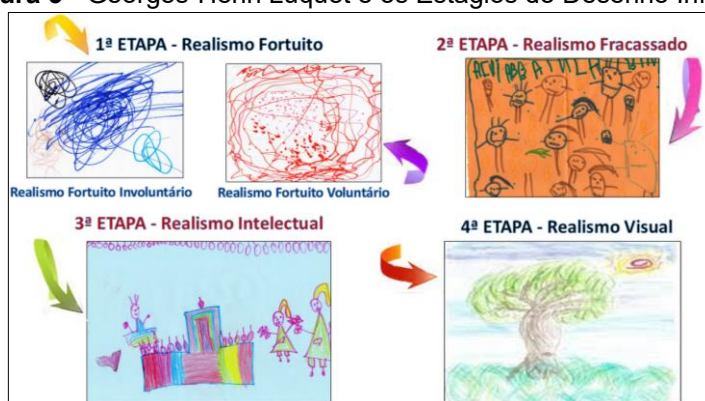 Georges Henri Luquet e os Estágios do Desenho
1ª ETAPA - Realismo Fortuito
2ª ETAPA - Realismo Fracassado
Realismo Fortuito Involuntário
Realismo Fortuito Voluntário
3ª ETAPA - Realismo Intelectual
4ª ETAPA - Realismo Visual